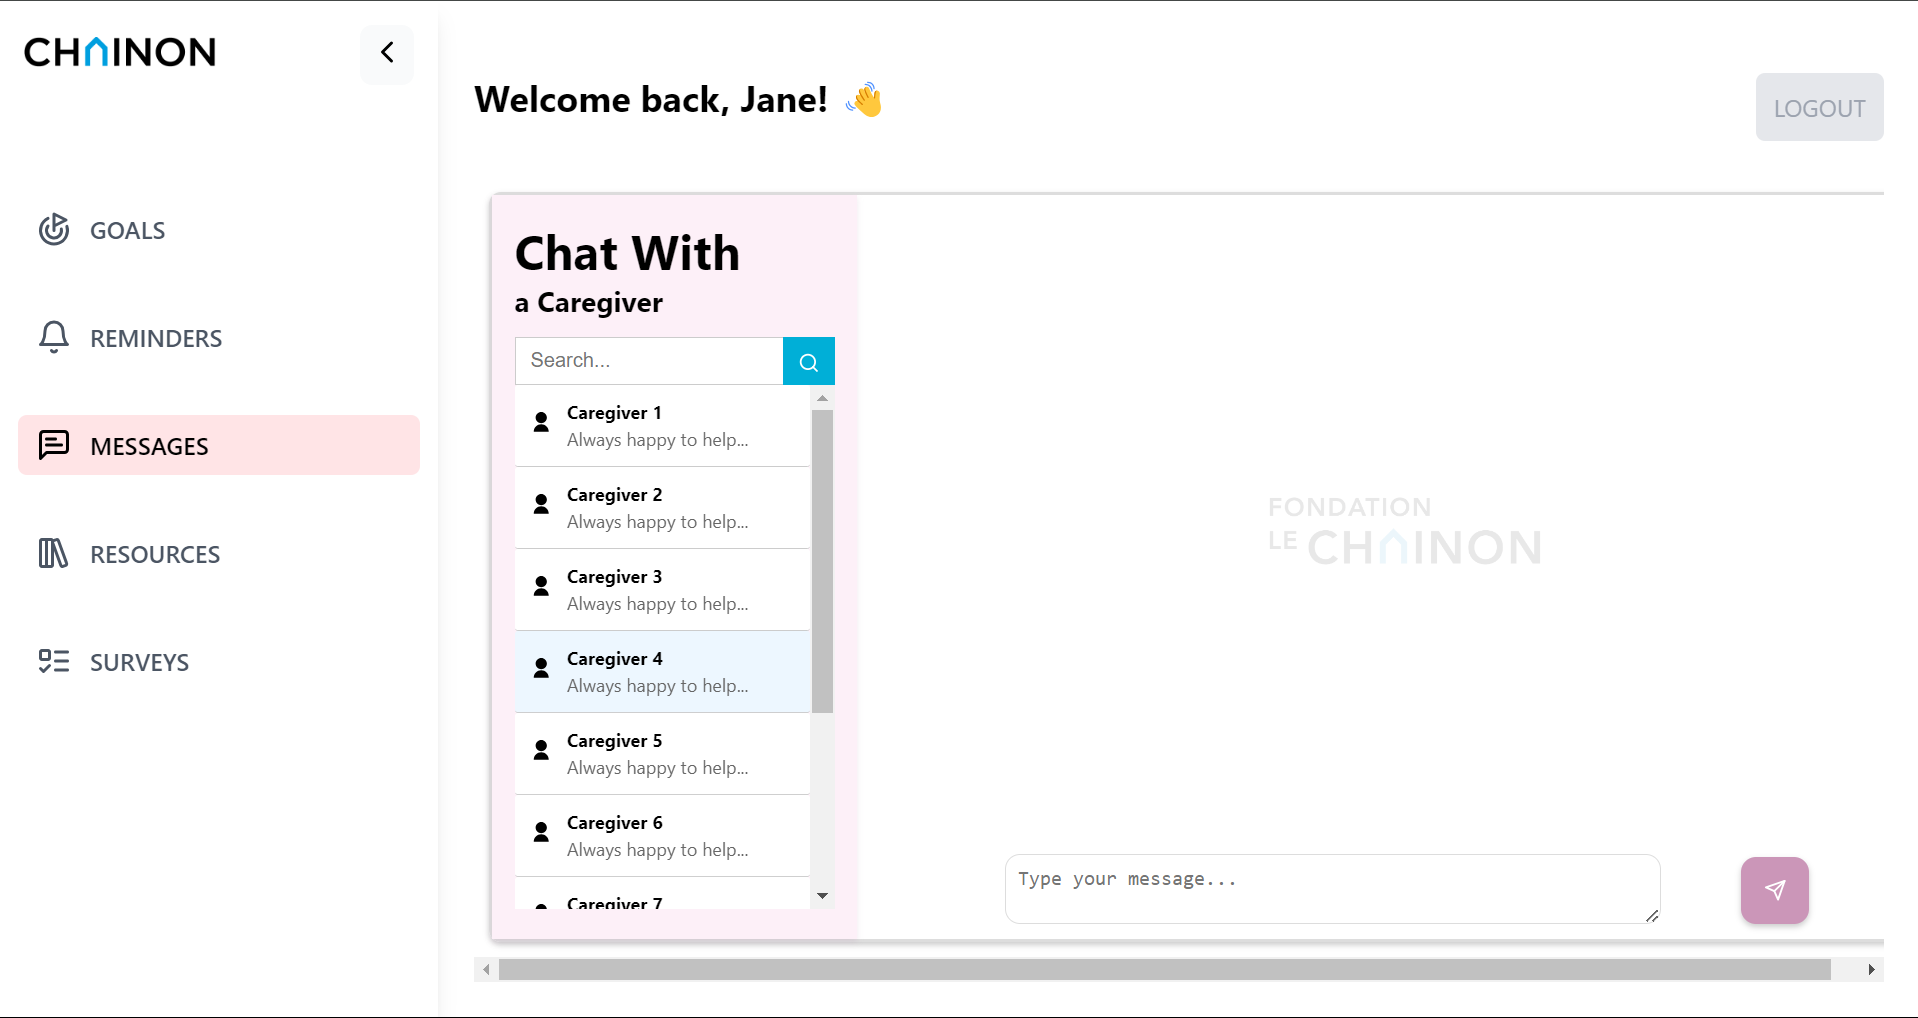 CHAINON
Welcome back, Jane! 👋
LOGOUT
GOALS
REMINDERS
MESSAGES
RESOURCES
SURVEYS
Chat With
a Caregiver
Search...
Caregiver 1
Always happy to help...
Caregiver 2
Always happy to help...
Caregiver 3
Always happy to help...
Caregiver 4
Always happy to help...
Caregiver 5
Always happy to help...
Caregiver 6
Always happy to help...
Caregiver 7
FONDATION
LE CHAINON
Type your message...